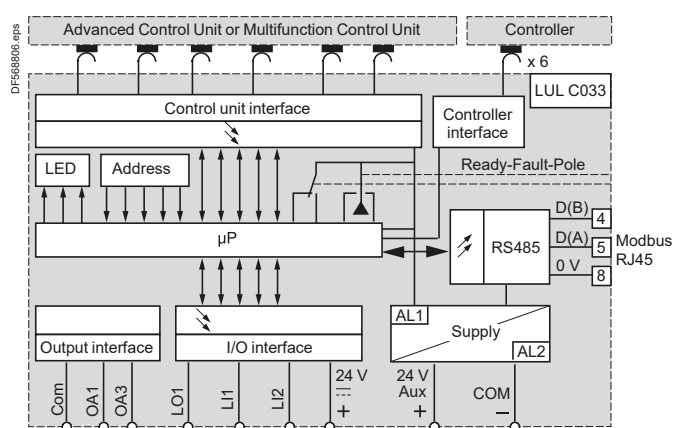 Advanced Control Unit or Multifunction Control Unit
Controller
DF568806.eps
x 6
LUL C033
Control unit interface
Controller
interface
LED
Address
Ready-Fault-Pole
µP
RS485
D(B)
4
D(A)
5
Modbus
RJ45
0 V
8
AL1
Supply
AL2
Output interface
I/O interface
Com
OA1
OA3
LO1
LI1
LI2
24 V
+
24 V
Aux
+
COM
–